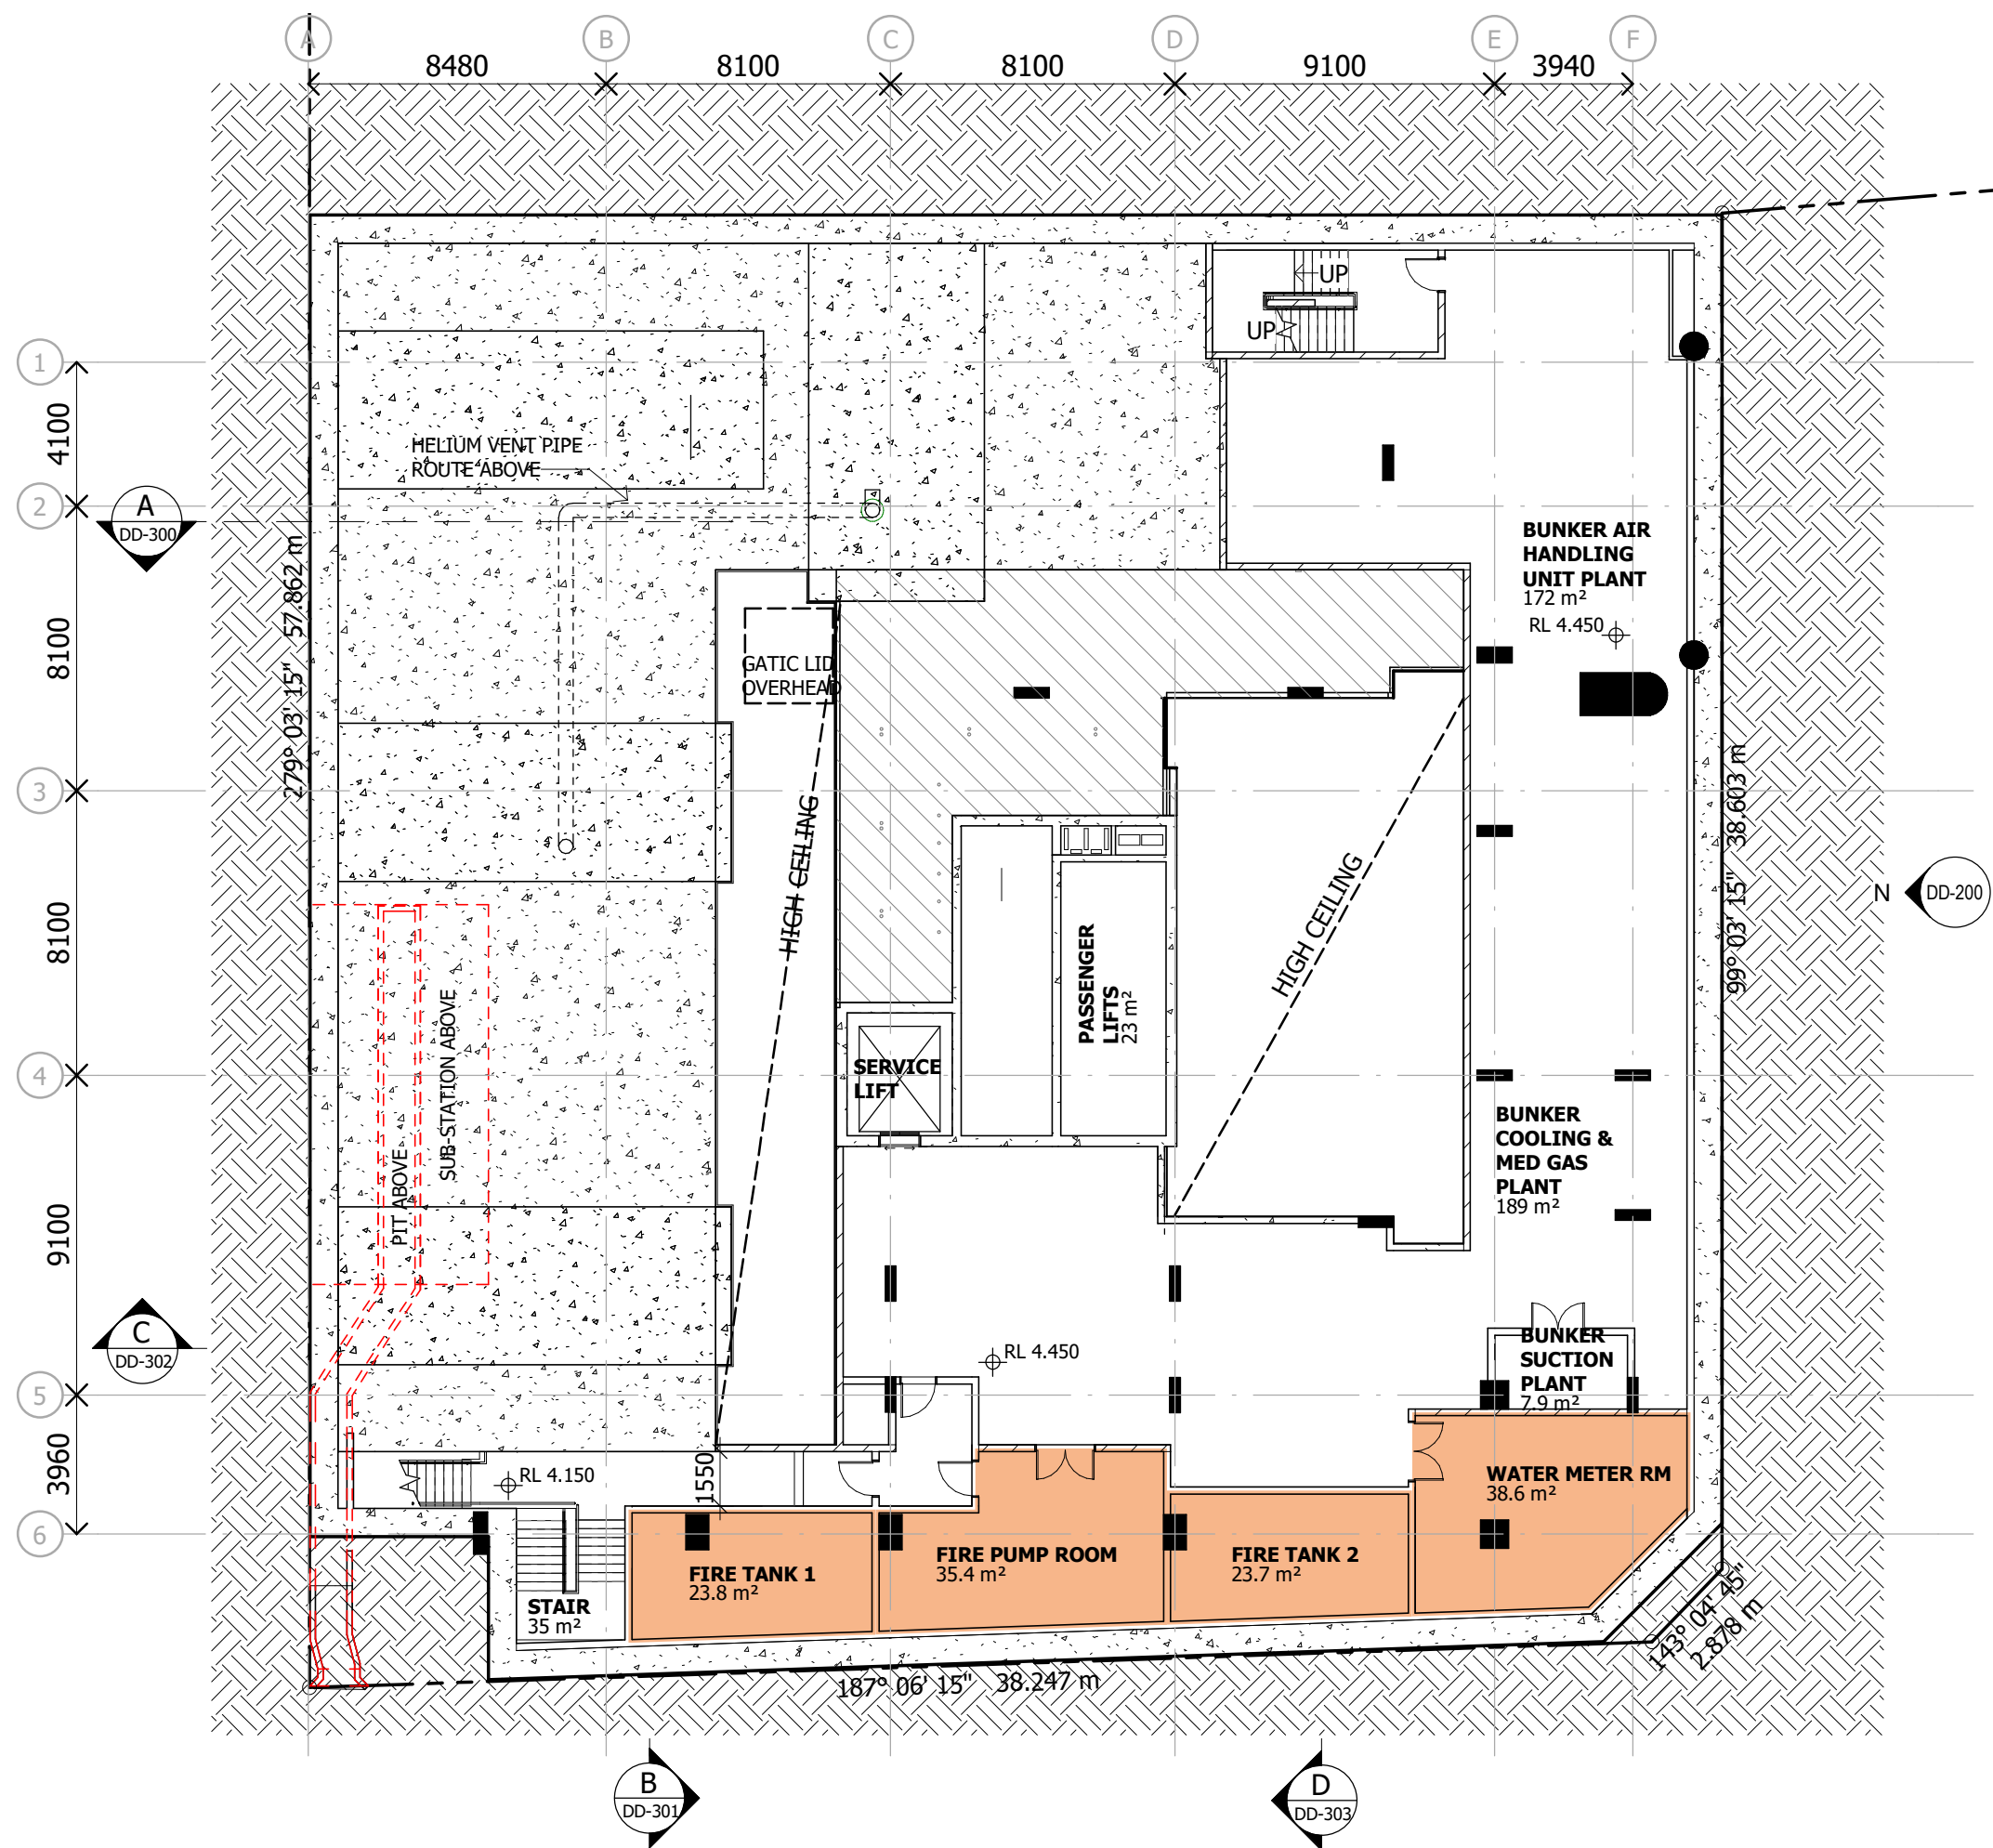 A
B
C
D
E
F
8480
8100
8100
9100
3940
1
2
3
4
5
6
4100
8100
8100
9100
3960
A
DD-300
C
DD-302
279° 03' 15" 57.862 m
HELIUM VENT PIPE
ROUTE ABOVE
UP
UP
BUNKER AIR
HANDLING
UNIT PLANT
172 m²
RL 4.450
GATIC LID
OVERHEAD
HIGH CEILING
HIGH CEILING
99° 03' 15" 38.603 m
N
DD-200
PASSENGER
LIFTS
23 m²
SERVICE
LIFT
SUB-STATION ABOVE
PIT ABOVE
BUNKER
COOLING &
MED GAS
PLANT
189 m²
RL 4.450
BUNKER
SUCTION
PLANT
7.9 m²
RL 4.150
1550
WATER METER RM
38.6 m²
FIRE TANK 1
23.8 m²
FIRE PUMP ROOM
35.4 m²
FIRE TANK 2
23.7 m²
STAIR
35 m²
187° 06' 15" 38.247 m
143° 04' 45"
2.878 m
B
DD-301
D
DD-303